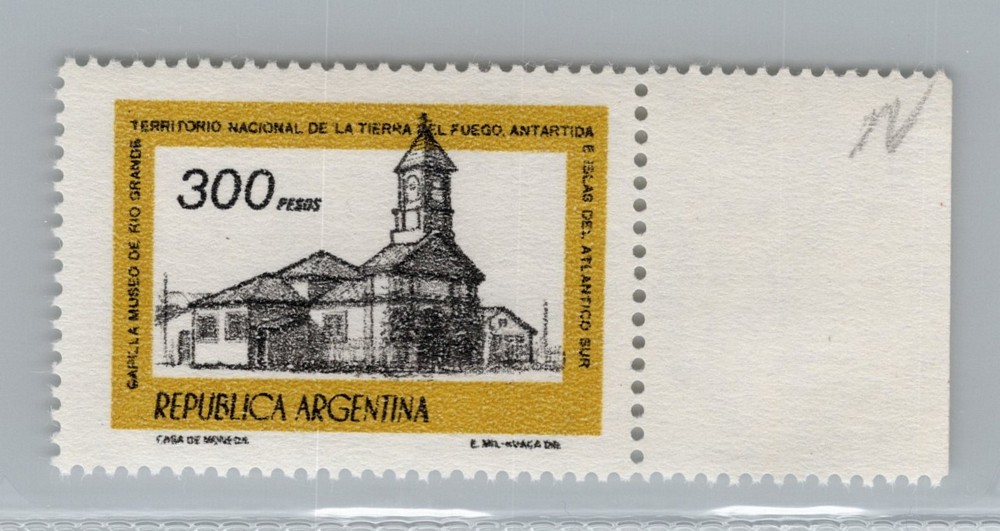 TERRITORIO NACIONAL DE LA TIERRA DEL FUEGO, ANTARTIDA
E ISLAS DEL ATLANTICO SUR
CAPILLA MUSEO DE RIO GRANDE
300 PESOS
REPUBLICA ARGENTINA
CASA DE MONEDA
N